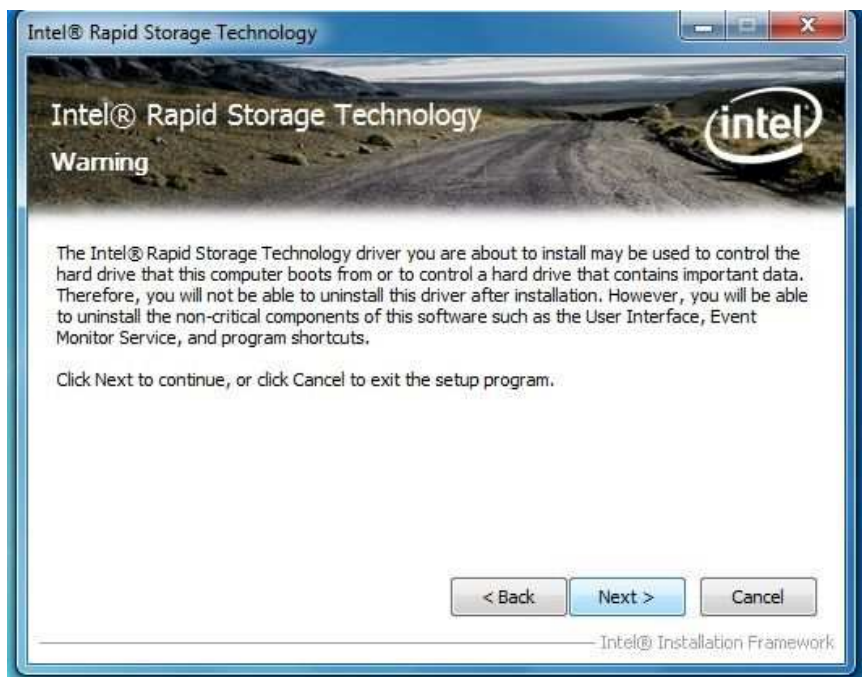 Intel® Rapid Storage Technology
Intel® Rapid Storage Technology
Warning
intel
The Intel® Rapid Storage Technology driver you are about to install may be used to control the
hard drive that this computer boots from or to control a hard drive that contains important data.
Therefore, you will not be able to uninstall this driver after installation. However, you will be able
to uninstall the non-critical components of this software such as the User Interface, Event
Monitor Service, and program shortcuts.
Click Next to continue, or click Cancel to exit the setup program.
< Back Next > Cancel
Intel® Installation Framework